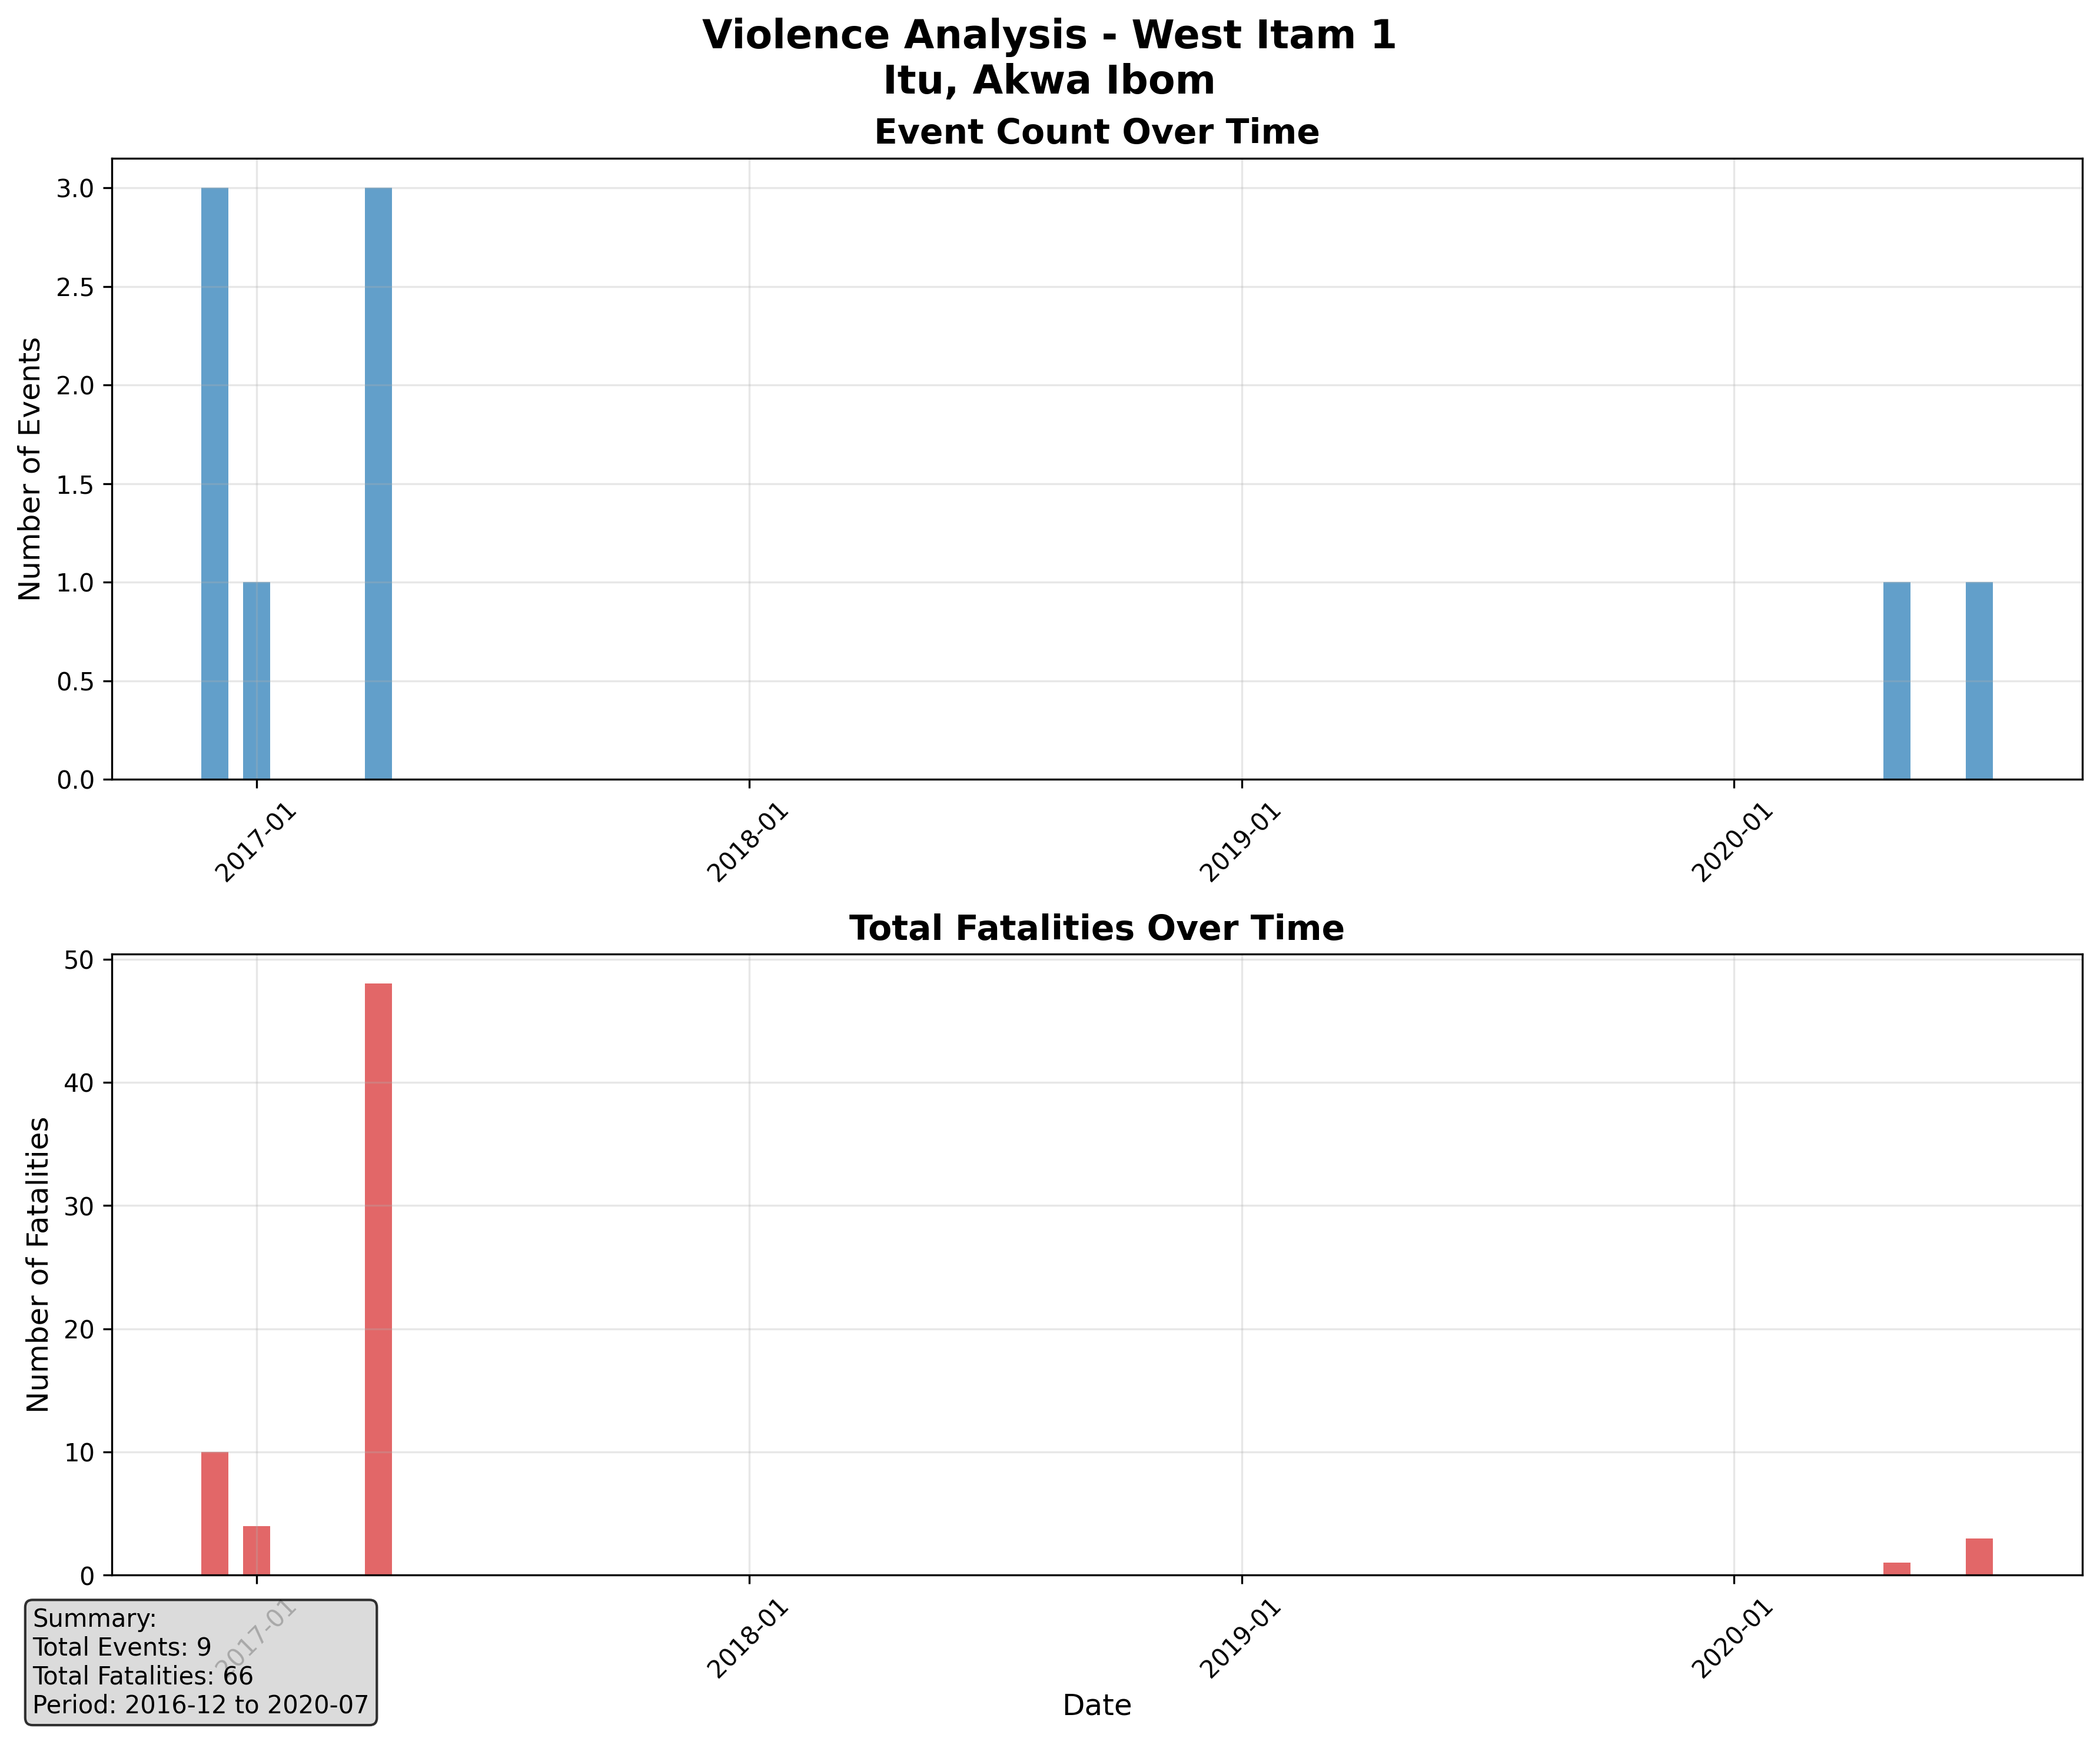 Violence Analysis - West Itam 1
Itu, Akwa Ibom
Event Count Over Time
Number of Events
3.0
2.5
2.0
1.5
1.0
0.5
0.0
2017-01
2018-01
2019-01
2020-01
Total Fatalities Over Time
Number of Fatalities
50
40
30
20
10
0
2017-01
2018-01
2019-01
2020-01
Date
Summary:
Total Events: 9
Total Fatalities: 66
Period: 2016-12 to 2020-07